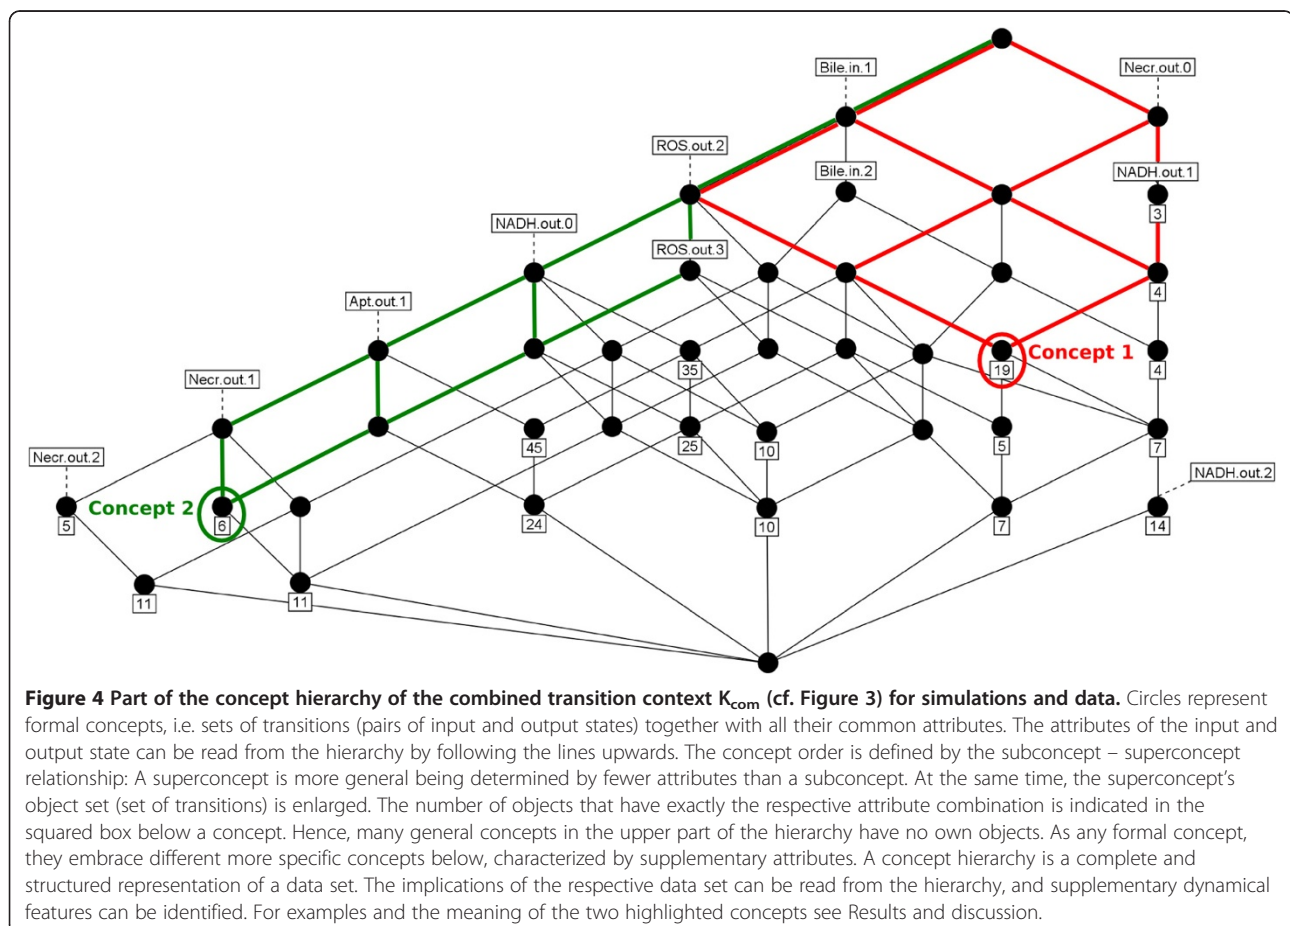 Bile.in.1
Necr.out.0
ROS.out.2
Bile.in.2
NADH.out.1
3
NADH.out.0
ROS.out.3
Apt.out.1
4
Concept 1
Necr.out.1
35
19
4
Necr.out.2
45
25
10
5
7
NADH.out.2
Concept 2
5
6
24
10
7
14
11
11
Figure 4 Part of the concept hierarchy of the combined transition context Kcom (cf. Figure 3) for simulations and data. Circles represent
formal concepts, i.e. sets of transitions (pairs of input and output states) together with all their common attributes. The attributes of the input and
output state can be read from the hierarchy by following the lines upwards. The concept order is defined by the subconcept – superconcept
relationship: A superconcept is more general being determined by fewer attributes than a subconcept. At the same time, the superconcept's
object set (set of transitions) is enlarged. The number of objects that have exactly the respective attribute combination is indicated in the
squared box below a concept. Hence, many general concepts in the upper part of the hierarchy have no own objects. As any formal concept,
they embrace different more specific concepts below, characterized by supplementary attributes. A concept hierarchy is a complete and
structured representation of a data set. The implications of the respective data set can be read from the hierarchy, and supplementary dynamical
features can be identified. For examples and the meaning of the two highlighted concepts see Results and discussion.